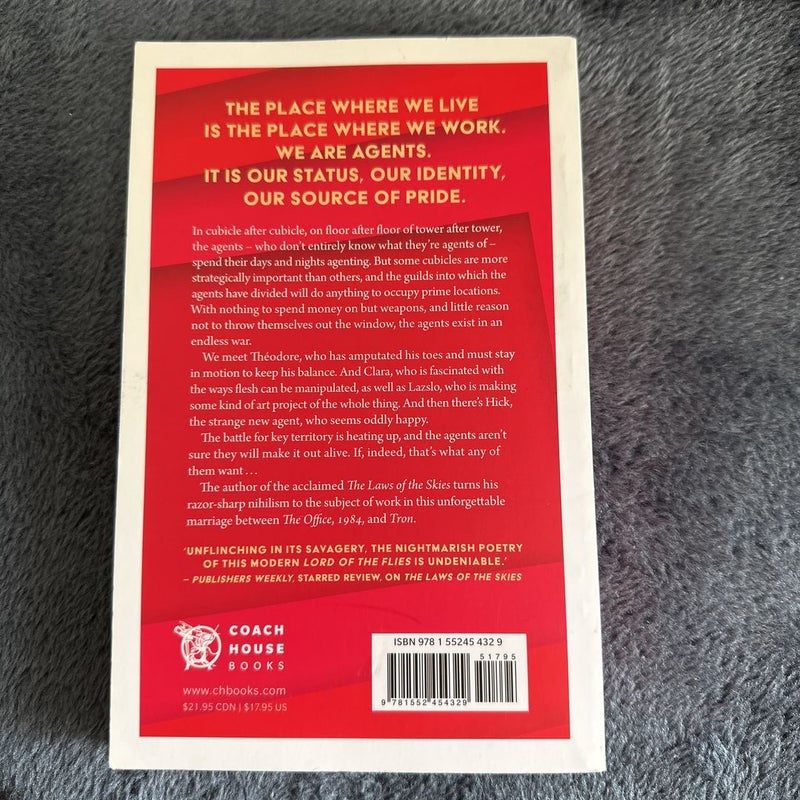 THE PLACE WHERE WE LIVE
IS THE PLACE WHERE WE WORK.
WE ARE AGENTS.
IT IS OUR STATUS, OUR IDENTITY,
OUR SOURCE OF PRIDE.
In cubicle after cubicle, on floor after floor of tower after tower,
the agents – who don't entirely know what they're agents of –
spend their days and nights agenting. But some cubicles are more
strategically important than others, and the guilds into which the
agents have divided will do anything to occupy prime locations.
With nothing to spend money on but weapons, and little reason
not to throw themselves out the window, the agents exist in an
endless war.
We meet Théodore, who has amputated his toes and must stay
in motion to keep his balance. And Clara, who is fascinated with
the ways flesh can be manipulated, as well as Lazslo, who is making
some kind of art project of the whole thing. And then there's Hick,
the strange new agent, who seems oddly happy.
The battle for key territory is heating up, and the agents aren't
sure they will make it out alive. If, indeed, that's what any of
them want . . .
The author of the acclaimed The Laws of the Skies turns his
razor-sharp nihilism to the subject of work in this unforgettable
marriage between The Office, 1984, and Tron.
'UNFLINCHING IN ITS SAVAGERY, THE NIGHTMARISH POETRY
OF THIS MODERN LORD OF THE FLIES IS UNDENIABLE.'
– PUBLISHERS WEEKLY, STARRED REVIEW, ON THE LAWS OF THE SKIES
COACH
HOUSE
BOOKS
www.chbooks.com
$21.95 CDN | $17.95 US
ISBN 978 1 55245 432 9
51795
9 781552 454329